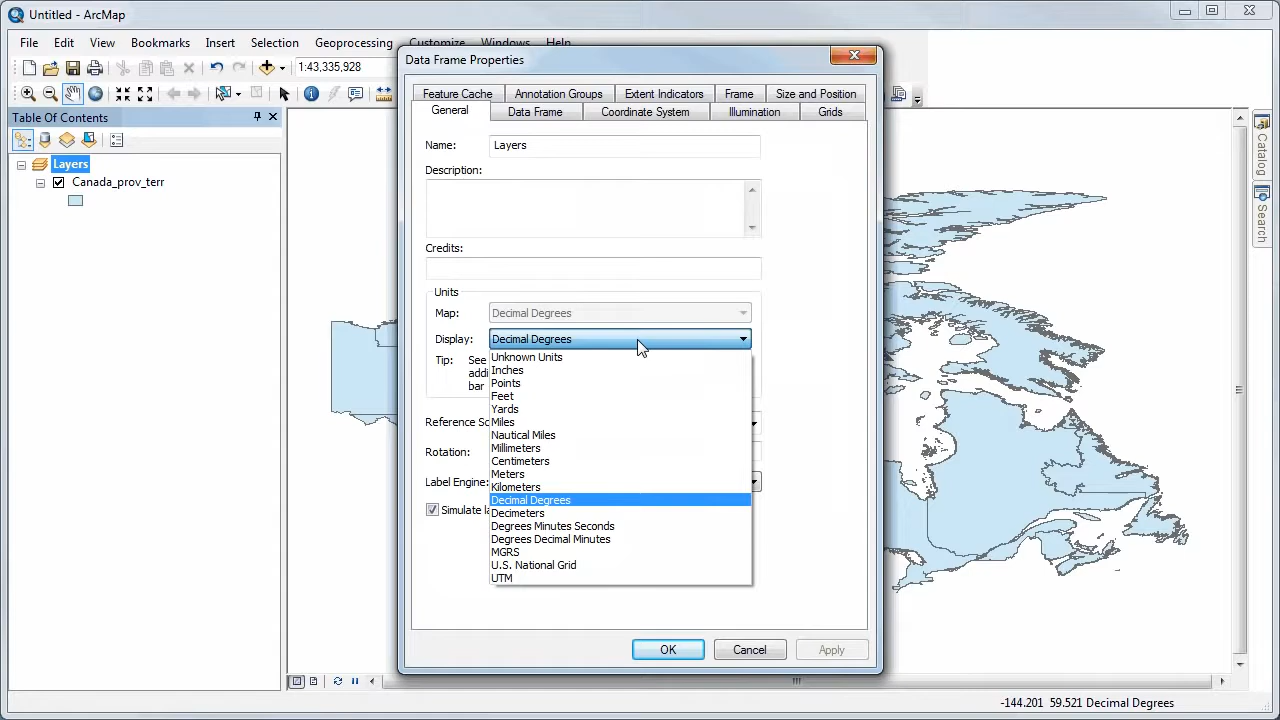 Untitled - ArcMap
File Edit View Bookmarks Insert Selection Geoprocessing Customize Windows Help
1:43,335,928
Table Of Contents
Layers
Canada_prov_terr
Data Frame Properties
Feature Cache Annotation Groups Extent Indicators Frame Size and Position
General Data Frame Coordinate System Illumination Grids
Name: Layers
Description:
Credits:
Units
Map: Decimal Degrees
Display: Decimal Degrees
Tip: See
addi
bar
Unknown Units
Inches
Points
Feet
Yards
Miles
Nautical Miles
Millimeters
Centimeters
Meters
Kilometers
Decimal Degrees
Decimeters
Degrees Minutes Seconds
Degrees Decimal Minutes
MGRS
U.S. National Grid
UTM
Reference Sc
Rotation:
Label Engine:
Simulate la
OK Cancel Apply
Catalog
Search
-144.201 59.521 Decimal Degrees